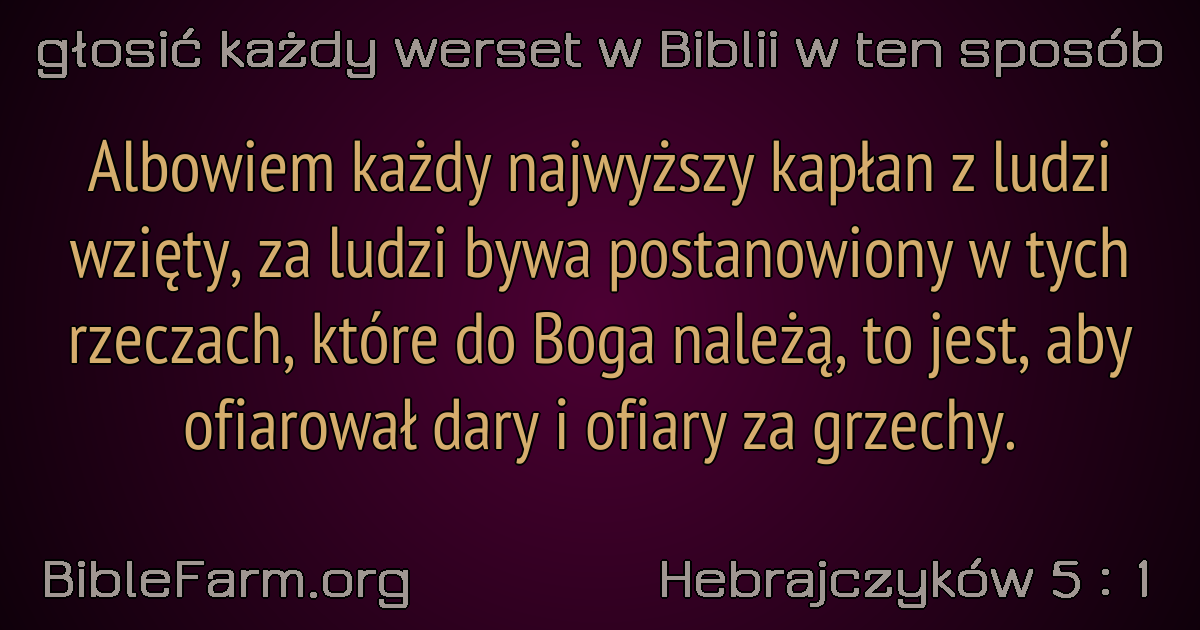 głosić każdy werset w Biblii w ten sposób
Albowiem każdy najwyższy kapłan z ludzi
wzięty, za ludzi bywa postanowiony w tych
rzeczach, które do Boga należą, to jest, aby
ofiarował dary i ofiary za grzechy.
BibleFarm.org
Hebrajczyków 5 : 1